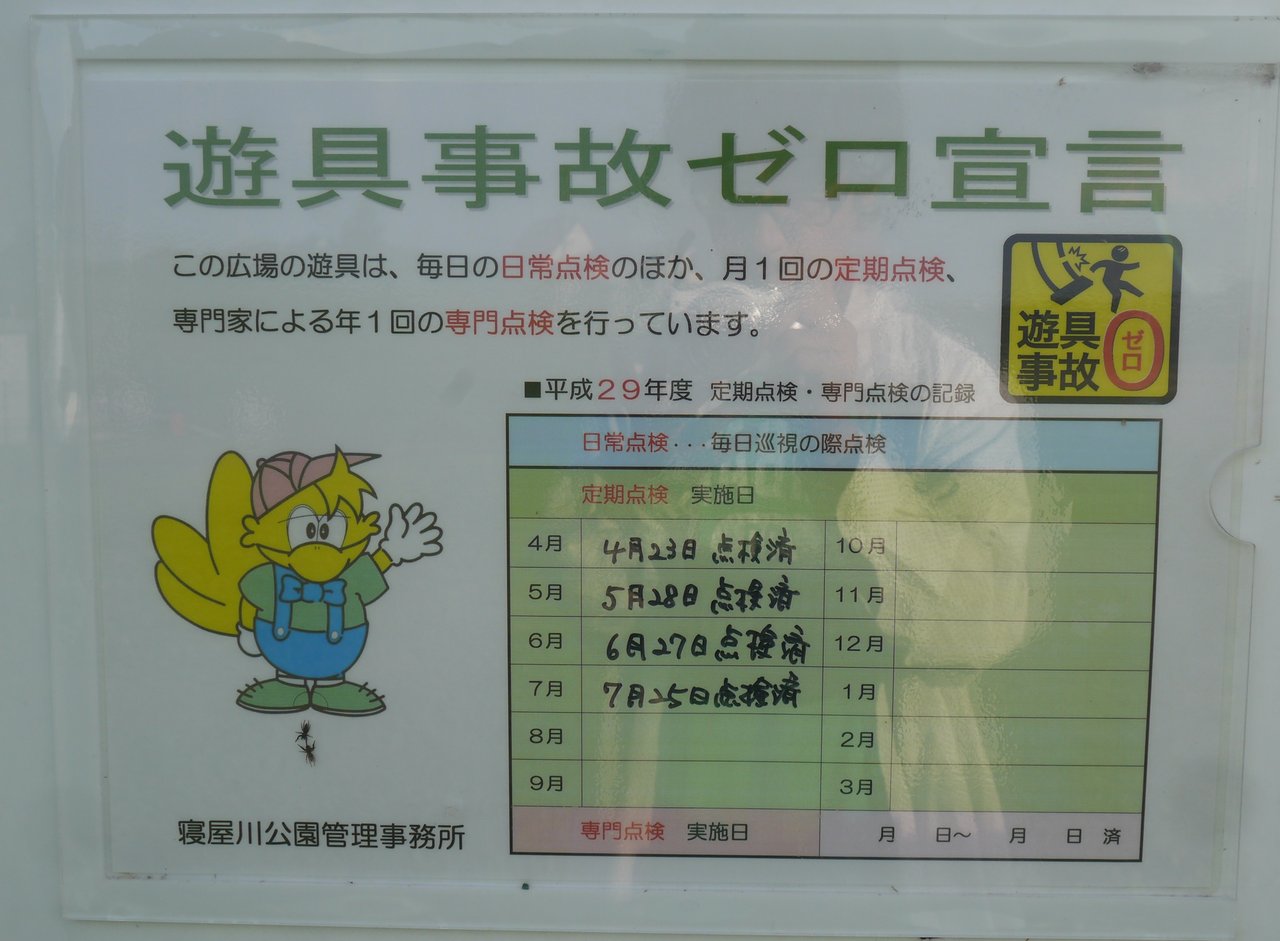 遊具事故ゼロ宣言
この広場の遊具は、毎日の日常点検のほか、月1回の定期点検、
専門家による年1回の専門点検を行っています。
遊具
事故
ゼロ
■平成29年度 定期点検・専門点検の記録
日常点検･･･毎日巡視の際点検
定期点検 実施日
4月 4月23日 点検済 10月
5月 5月28日 点検済 11月
6月 6月27日 点検済 12月
7月 7月25日 点検済 1月
8月 2月
9月 3月
専門点検 実施日 月 日~ 月 日 済
寝屋川公園管理事務所